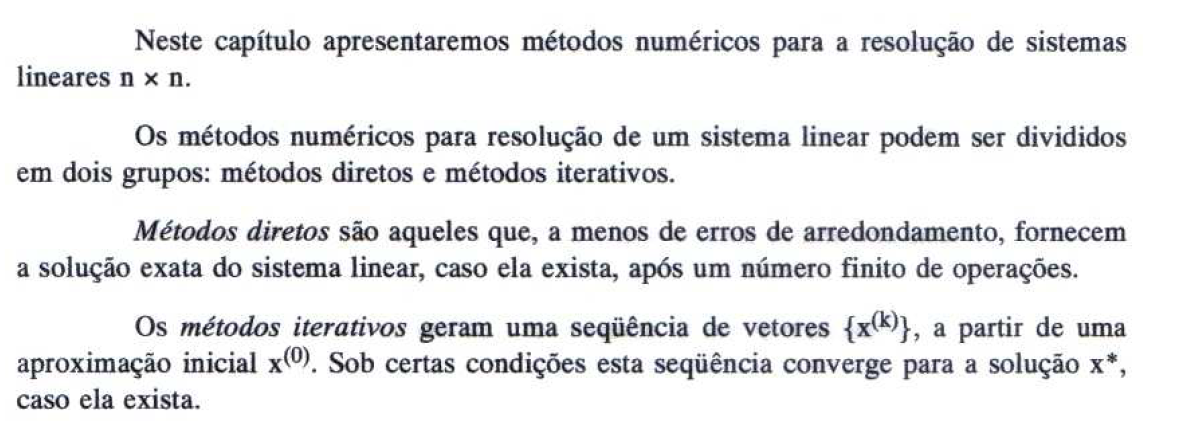 Neste capítulo apresentaremos métodos numéricos para a resolução de sistemas
lineares n × n.
Os métodos numéricos para resolução de um sistema linear podem ser divididos
em dois grupos: métodos diretos e métodos iterativos.
Métodos diretos são aqueles que, a menos de erros de arredondamento, fornecem
a solução exata do sistema linear, caso ela exista, após um número finito de operações.
Os métodos iterativos geram uma seqüência de vetores {x⁽ᵏ⁾}, a partir de uma
aproximação inicial x⁽⁰⁾. Sob certas condições esta seqüência converge para a solução x*,
caso ela exista.